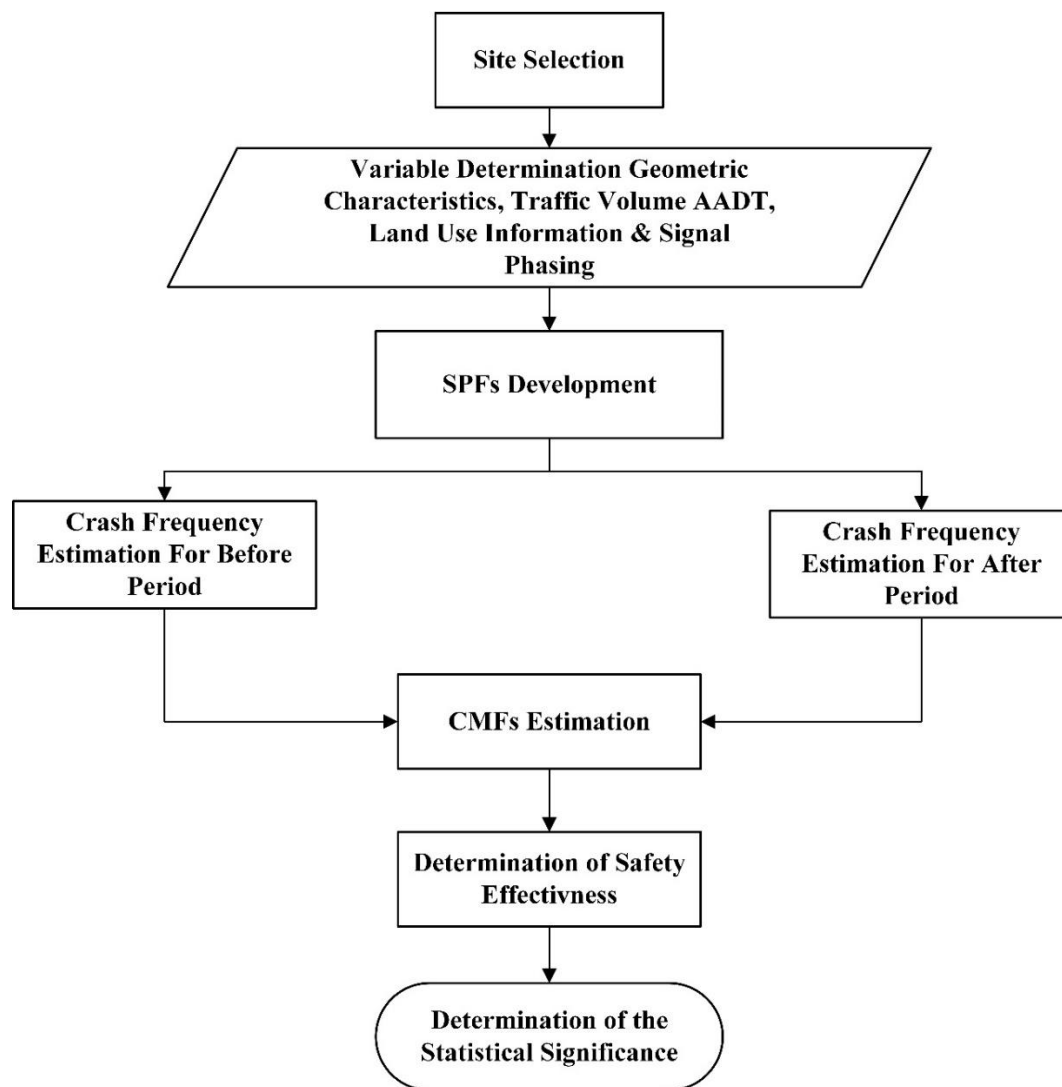 Site Selection
Variable Determination Geometric
Characteristics, Traffic Volume AADT,
Land Use Information & Signal
Phasing
SPFs Development
Crash Frequency
Estimation For Before
Period
Crash Frequency
Estimation For After
Period
CMFs Estimation
Determination of Safety
Effectivness
Determination of the
Statistical Significance